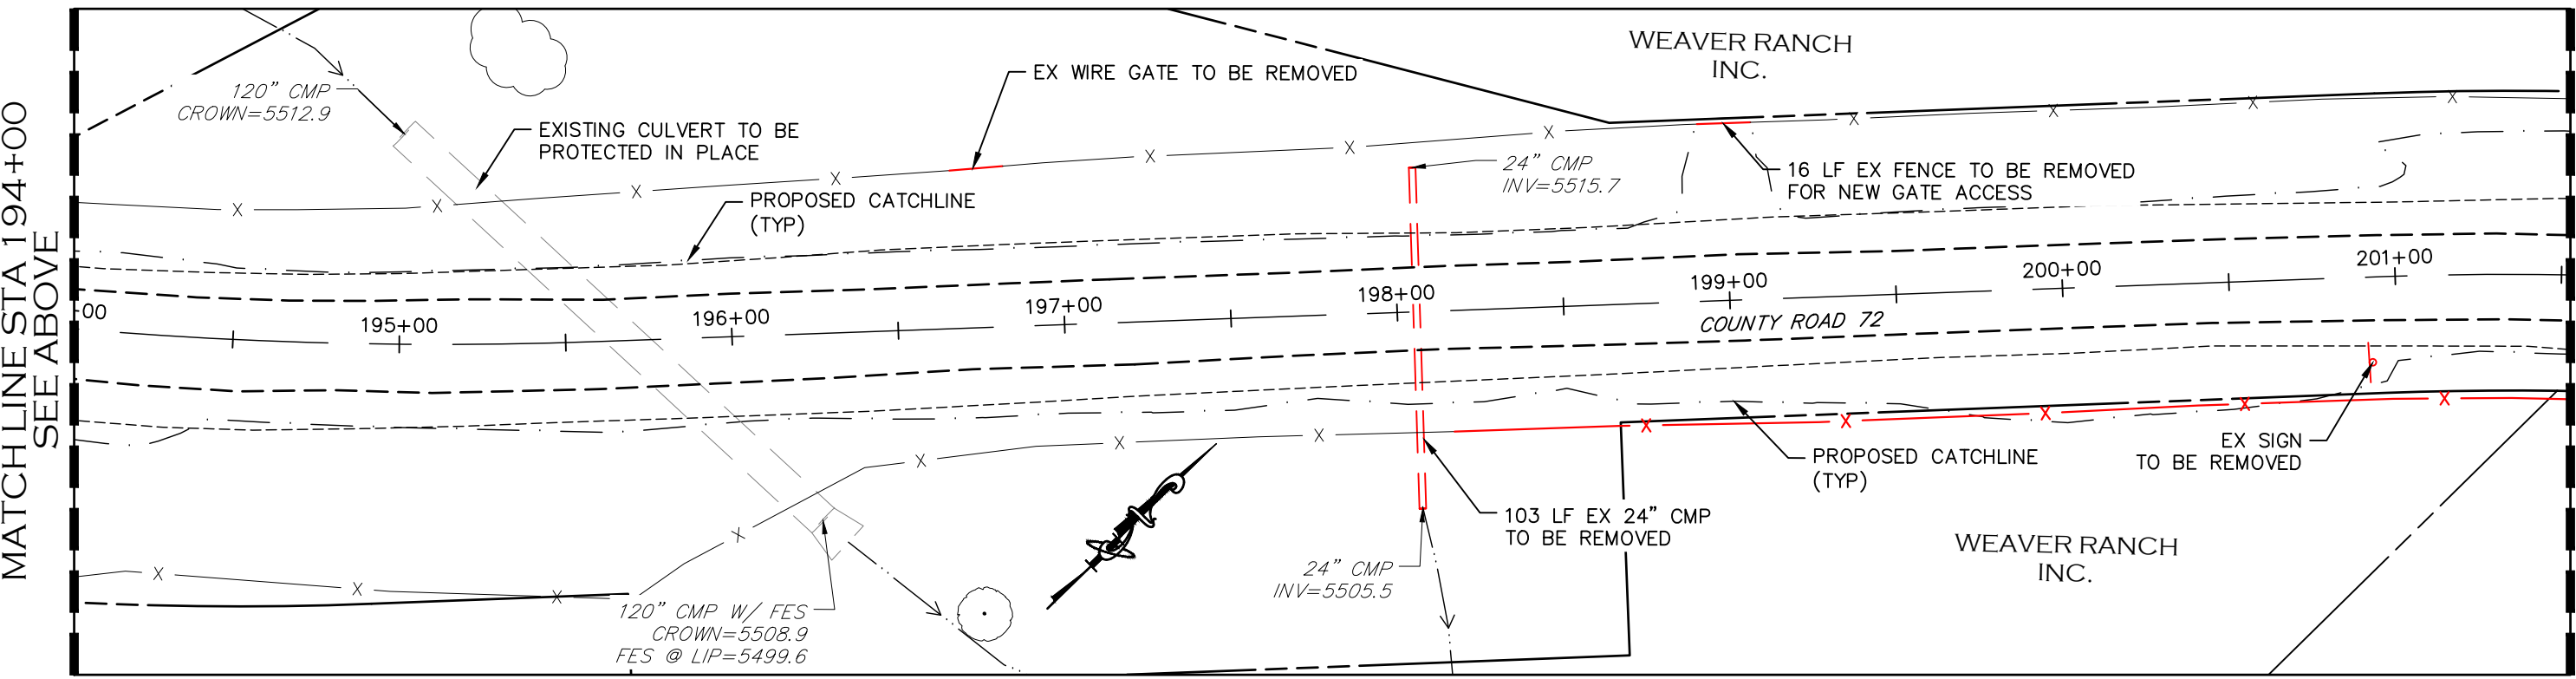 MATCHLINE STA 194+00
SEE ABOVE
WEAVER RANCH
INC.
120" CMP
CROWN=5512.9
EX WIRE GATE TO BE REMOVED
EXISTING CULVERT TO BE
PROTECTED IN PLACE
PROPOSED CATCHLINE
(TYP)
24" CMP
INV=5515.7
16 LF EX FENCE TO BE REMOVED
FOR NEW GATE ACCESS
00
195+00
196+00
197+00
198+00
199+00
200+00
201+00
COUNTY ROAD 72
PROPOSED CATCHLINE
(TYP)
EX SIGN
TO BE REMOVED
103 LF EX 24" CMP
TO BE REMOVED
24" CMP
INV=5505.5
WEAVER RANCH
INC.
120" CMP W/ FES
CROWN=5508.9
FES @ LIP=5499.6